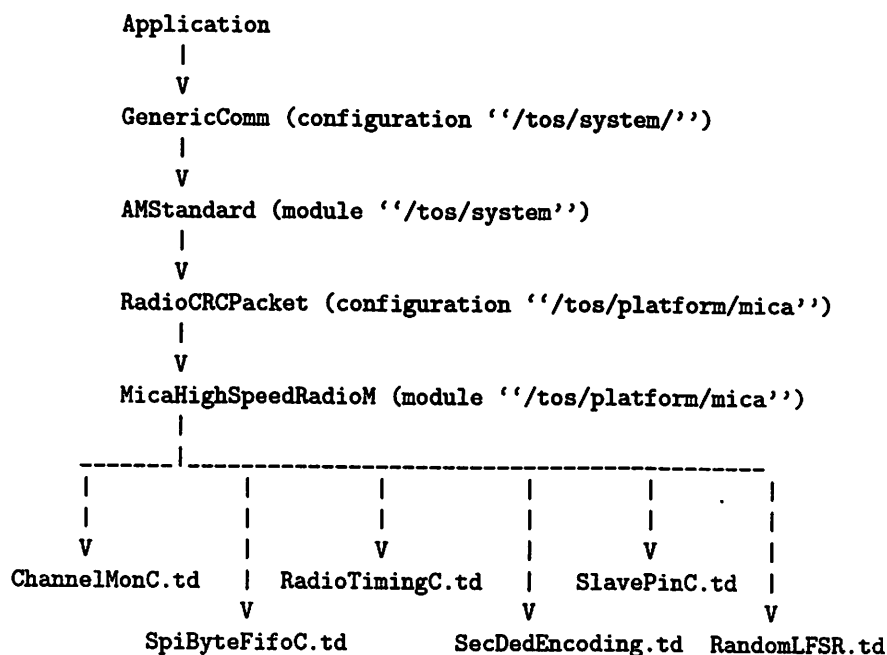 Application
|
V
GenericComm (configuration ‘‘/tos/system/’’)
|
V
AMStandard (module ‘‘/tos/system’’)
|
V
RadioCRCPacket (configuration ‘‘/tos/platform/mica’’)
|
V
MicaHighSpeedRadioM (module ‘‘/tos/platform/mica’’)
|
-------|--------------------------------------------
| | | | | |
| | | | | |
V | V | V |
ChannelMonC.td | RadioTimingC.td | SlavePinC.td |
V V V
SpiByteFifoC.td SecDedEncoding.td RandomLFSR.td